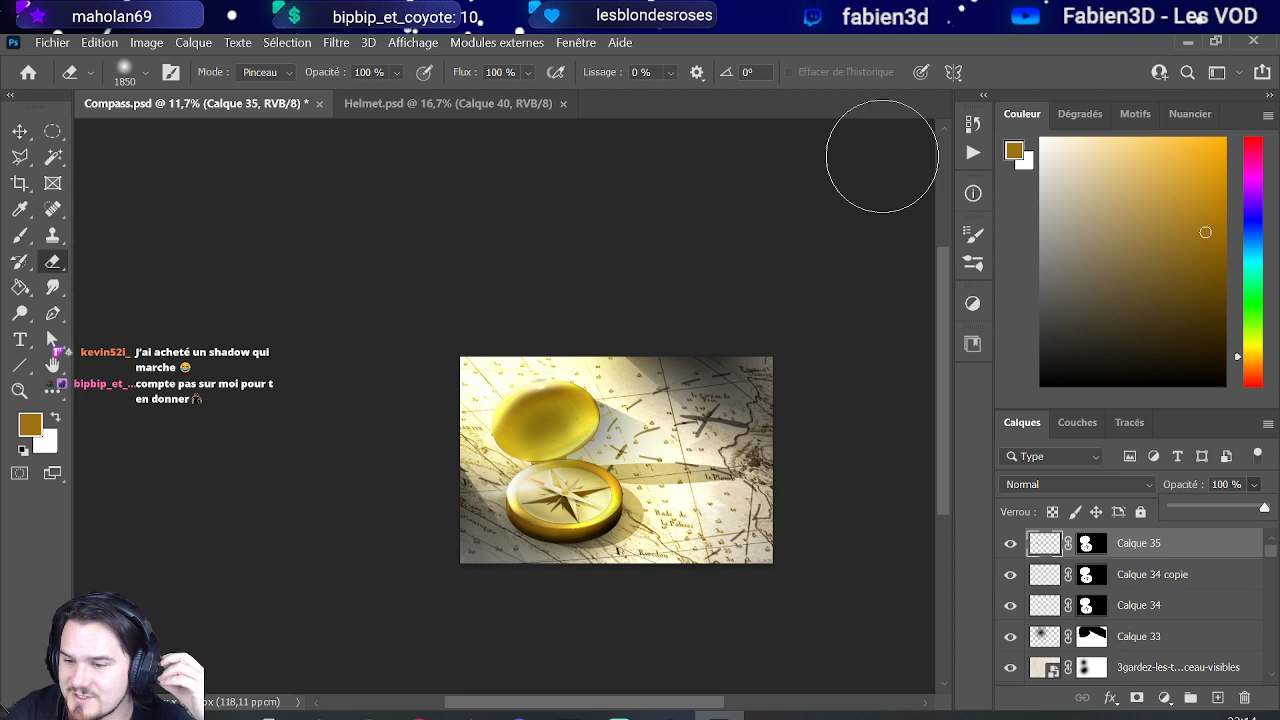 maholan69
bipbip_et_coyote: 10
lesblondesroses
fabien3d
Fabien3D - Les VOD
Ps
Fichier Edition Image Calque Texte Sélection Filtre 3D Affichage Modules externes Fenêtre Aide
1850
Mode : Pinceau Opacité : 100 % Flux : 100 % Lissage : 0 % 0° Effacer de l'historique
Compass.psd @ 11,7% (Calque 35, RVB/8) * Helmet.psd @ 16,7% (Calque 40, RVB/8)
Couleur Dégradés Motifs Nuancier
kevin52i_ J'ai acheté un shadow qui
marche
bipbip_et_... compte pas sur moi pour t
en donner
Calques Couches Tracés
Type
Normal Opacité : 100 %
Verrou :
Calque 35
Calque 34 copie
Calque 34
Calque 33
3gardez-les-t...ceau-visibles
Rade de
la Palisse
px (118,11 ppcm)